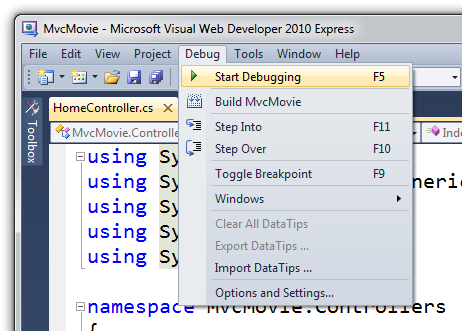 MvcMovie - Microsoft Visual Web Developer 2010 Express
File Edit View Project Debug Tools Window Help
Start Debugging F5
Build MvcMovie
HomeController.cs
MvcMovie.Controller
Step Into F11
Step Over F10
Toggle Breakpoint F9
Windows
Clear All DataTips
Export DataTips ...
Import DataTips ...
Options and Settings...
Toolbox
Inde
using Sy
using Sy neric
using Sy
using Sy
using Sy
namespace MvcMovie.Controllers
{